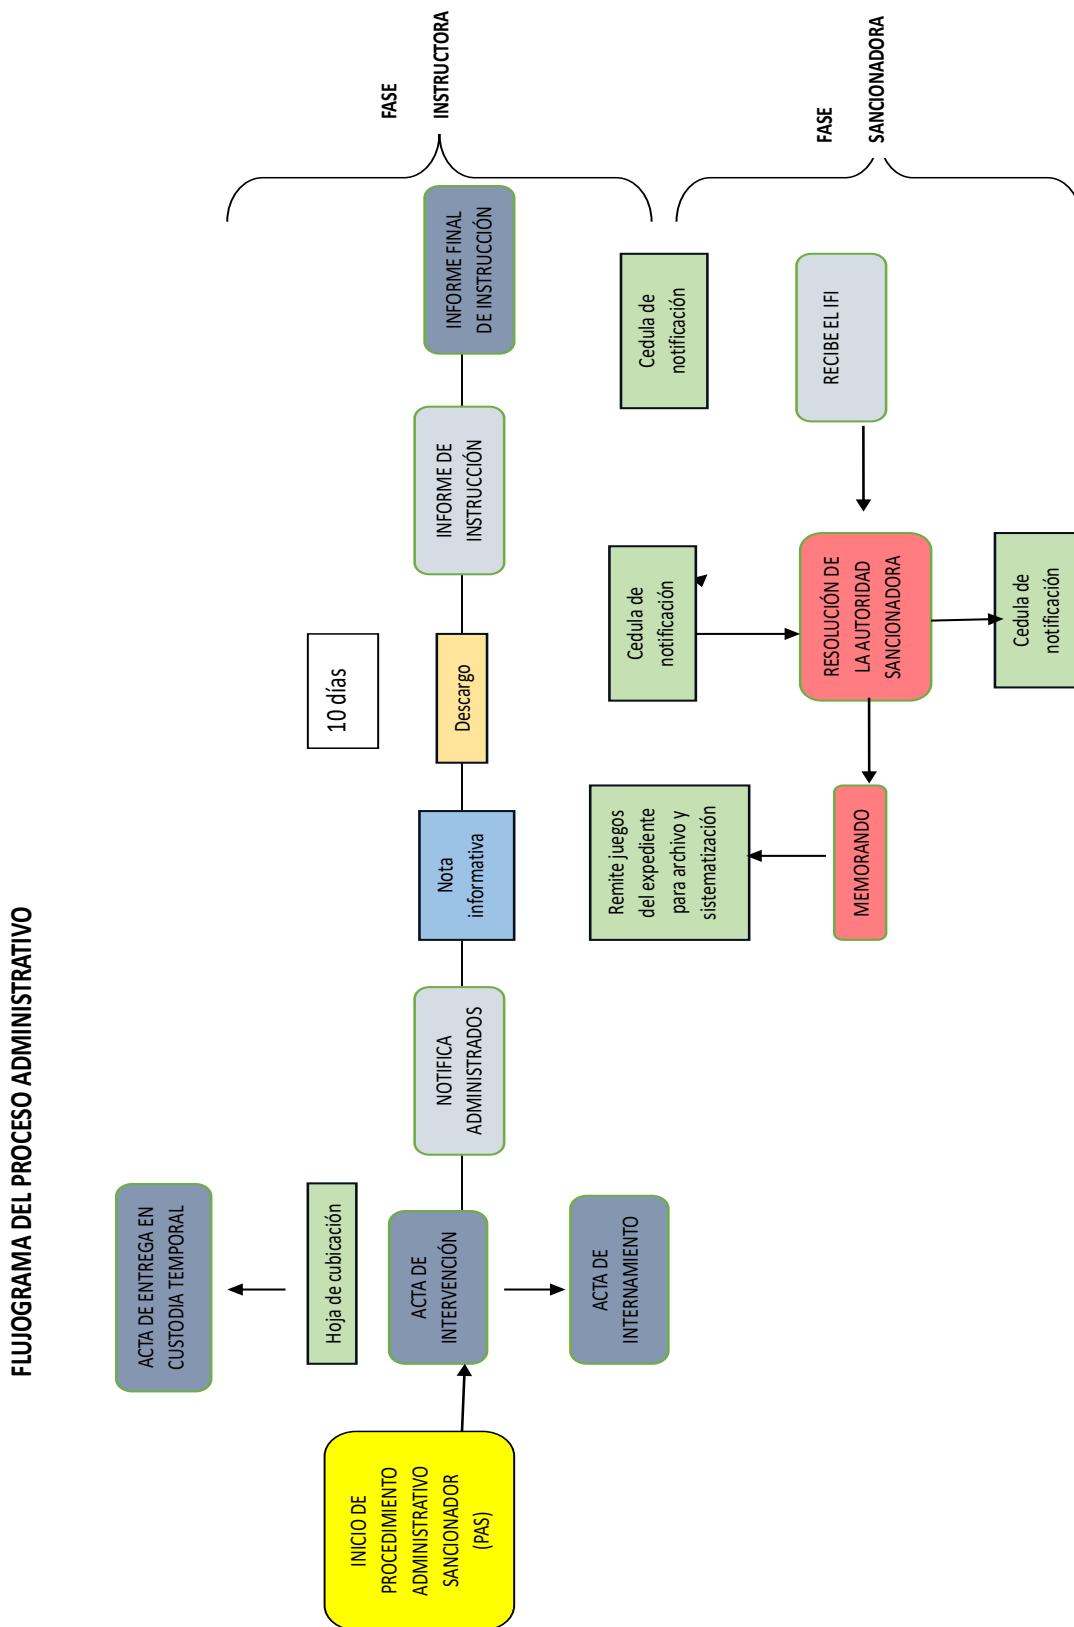 FLUJOGRAMA DEL PROCESO ADMINISTRATIVO
ACTA DE ENTREGA EN
CUSTODIA TEMPORAL
Hoja de cubicación
INICIO DE
PROCEDIMIENTO
ADMINISTRATIVO
SANCIONADOR
(PAS)
ACTA DE
INTERVENCIÓN
ACTA DE
INTERNAMIENTO
NOTIFICA
ADMINISTRADOS
Nota
informativa
10 días
Descargo
INFORME DE
INSTRUCCIÓN
INFORME FINAL
DE INSTRUCCIÓN
FASE
INSTRUCTORA
Cedula de
notificación
RECIBE EL IFI
Cedula de
notificación
RESOLUCIÓN DE
LA AUTORIDAD
SANCIONADORA
Cedula de
notificación
Remite juegos
del expediente
para archivo y
sistematización
MEMORANDO
FASE
SANCIONADORA